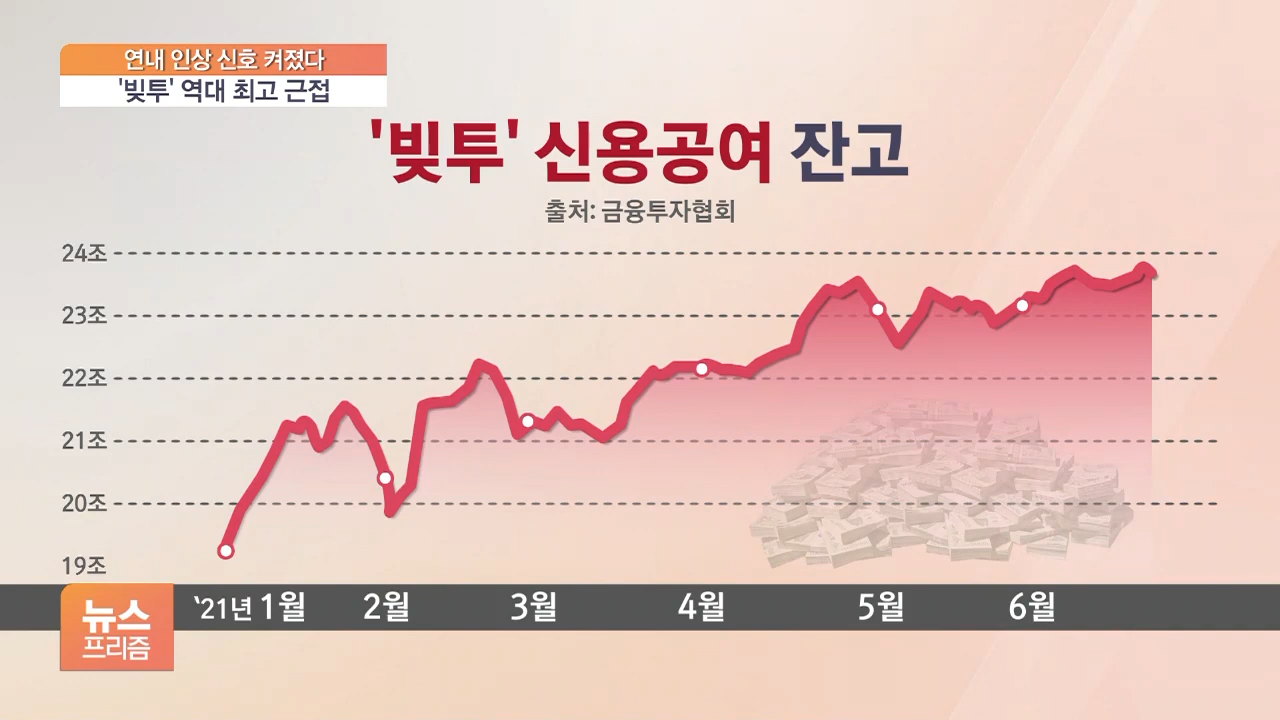 연내 인상 신호 켜졌다
'빚투' 역대 최고 근접
'빚투' 신용공여 잔고
출처: 금융투자협회
24조
23조
22조
21조
20조
19조
'21년 1월 2월 3월 4월 5월 6월
뉴스
프리즘